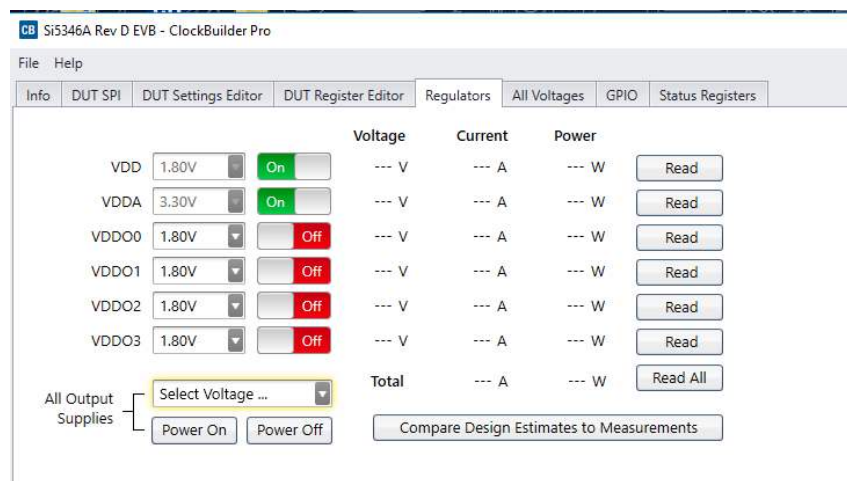 CB Si5346A Rev D EVB - ClockBuilder Pro
File Help
Info DUT SPI DUT Settings Editor DUT Register Editor Regulators All Voltages GPIO Status Registers
Voltage Current Power
VDD 1.80V On --- V --- A --- W Read
VDDA 3.30V On --- V --- A --- W Read
VDDO0 1.80V Off --- V --- A --- W Read
VDDO1 1.80V Off --- V --- A --- W Read
VDDO2 1.80V Off --- V --- A --- W Read
VDDO3 1.80V Off --- V --- A --- W Read
Total --- A --- W Read All
All Output Supplies
Select Voltage ...
Power On Power Off
Compare Design Estimates to Measurements